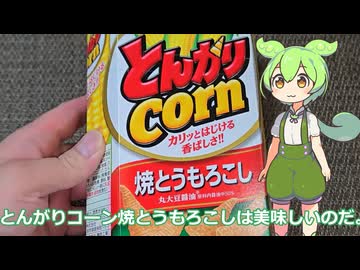 とんがり
corn
カリッとはじける
香ばしさ!!
焼とうもろこし
丸大豆醤油
とんがりコーン焼とうもろこしは美味しいのだ。